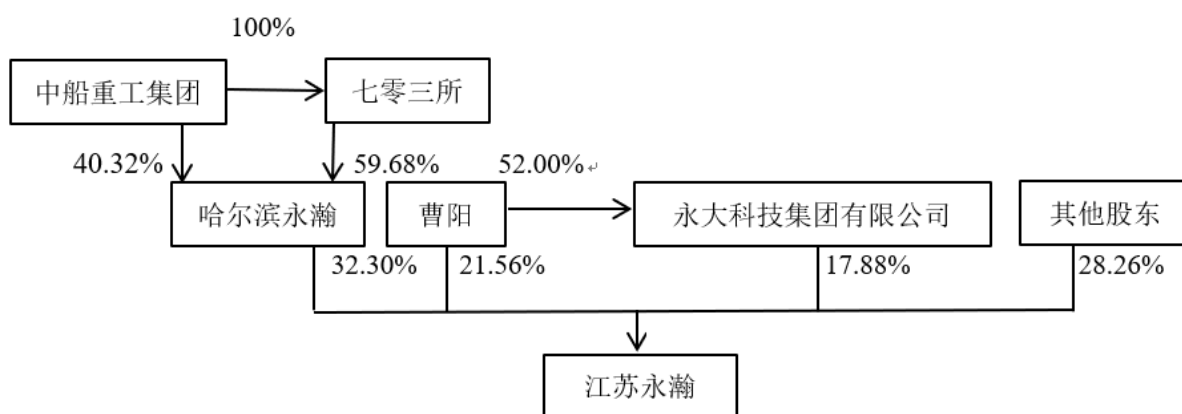 100%
中船重工集团
七零三所
40.32%
59.68%
52.00%
哈尔滨永瀚
曹阳
永大科技集团有限公司
其他股东
32.30%
21.56%
17.88%
28.26%
江苏永瀚